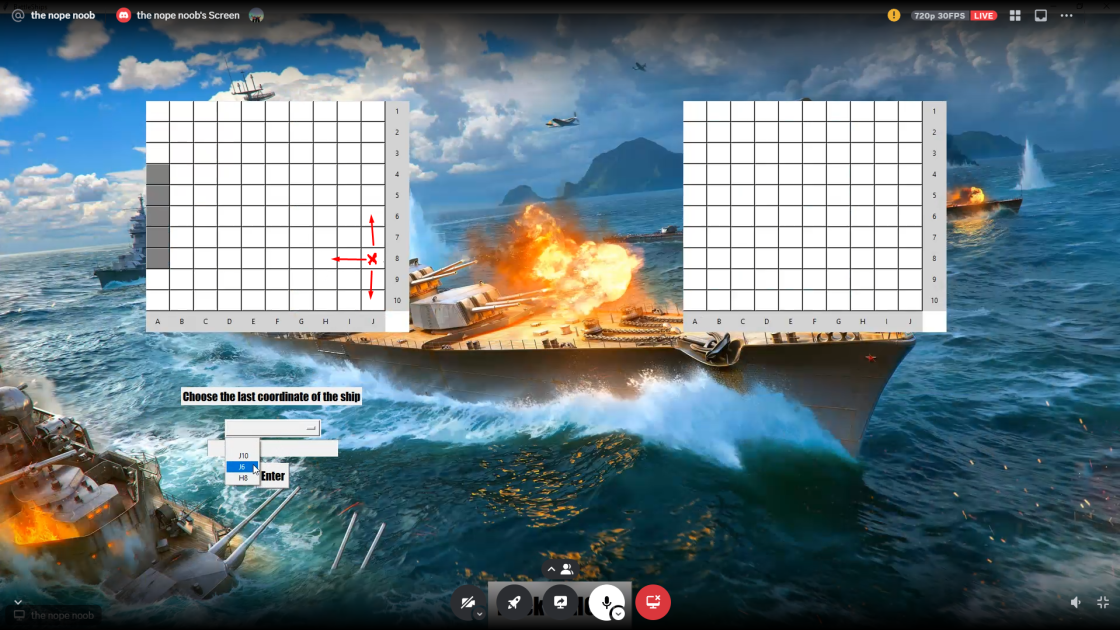 the nope noob
the nope noob's Screen
720p 30FPS LIVE
1
2
3
4
5
6
7
8
9
10
A B C D E F G H I J
1
2
3
4
5
6
7
8
9
10
A B C D E F G H I J
Choose the last coordinate of the ship
J10
J6
H8
Enter
the nope noob